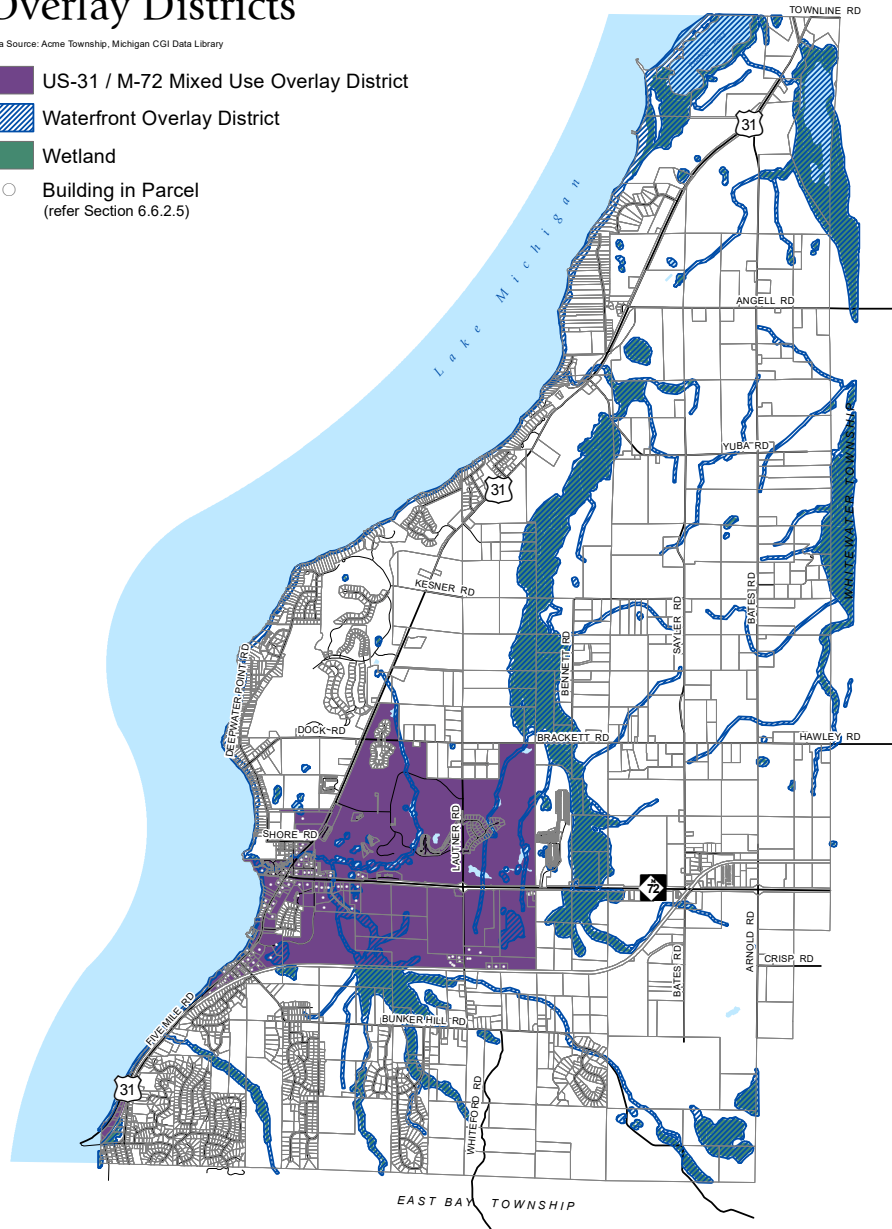 Overlay Districts
a Source: Acme Township, Michigan CGI Data Library
US-31 / M-72 Mixed Use Overlay District
Waterfront Overlay District
Wetland
Building in Parcel
(refer Section 6.6.2.5)
TOWNLINE RD
31
Lake Michigan
ANGELL RD
YUBA RD
31
WHITEWATER TOWNSHIP
KESNER RD
BATES RD
SAYLER RD
BENNETT RD
DEEPWATER POINT RD
DOCK RD
BRACKETT RD
HAWLEY RD
LAUTNER RD
SHORE RD
M
72
BATES RD
ARNOLD RD
CRISP RD
FIVE MILE RD
BUNKER HILL RD
31
WHITEFORD RD
EAST BAY TOWNSHIP